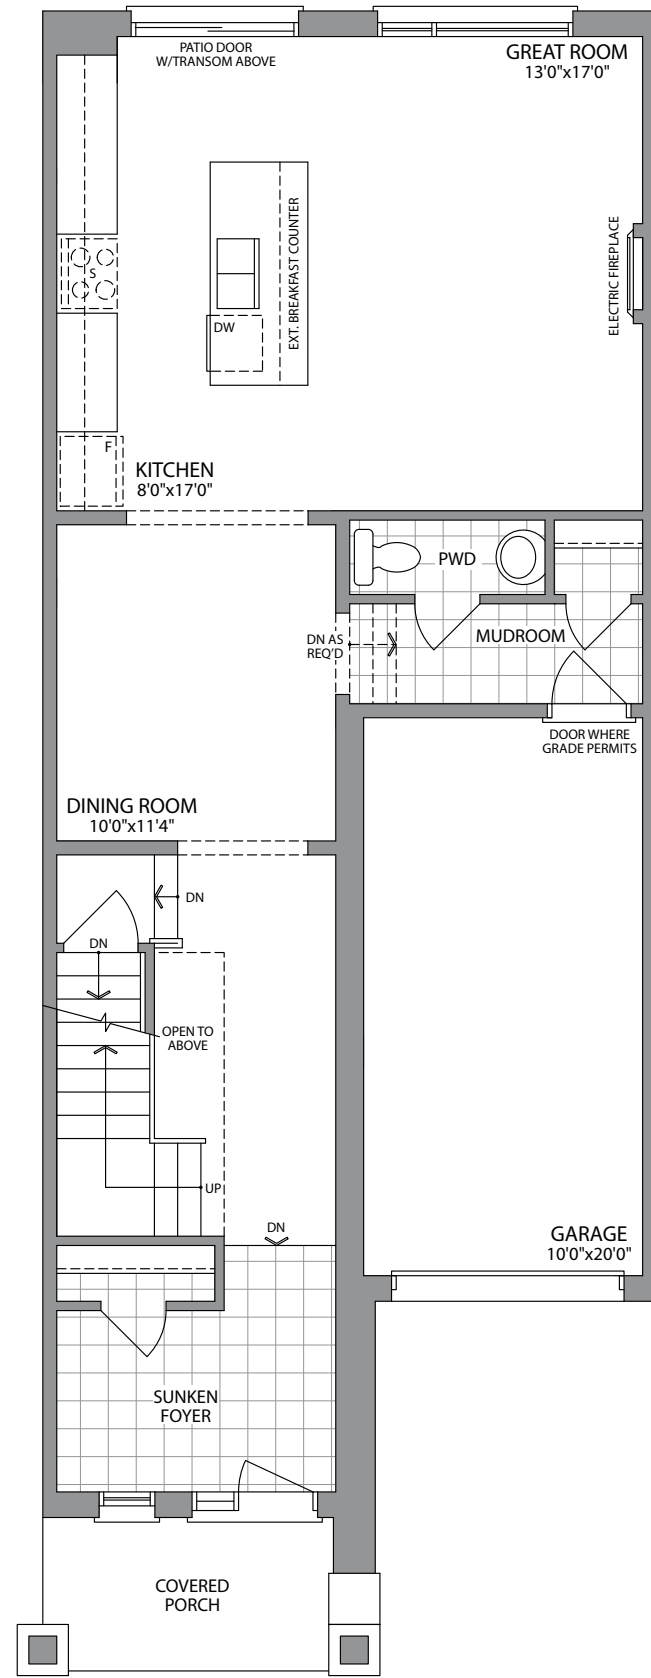 PATIO DOOR
W/TRANSOM ABOVE
GREAT ROOM
13'0"x17'0"
EXT. BREAKFAST COUNTER
ELECTRIC FIREPLACE
S
DW
F
KITCHEN
8'0"x17'0"
PWD
DN AS
REQ'D
MUDROOM
DOOR WHERE
GRADE PERMITS
DINING ROOM
10'0"x11'4"
DN
DN
OPEN TO
ABOVE
UP
DN
GARAGE
10'0"x20'0"
SUNKEN
FOYER
COVERED
PORCH